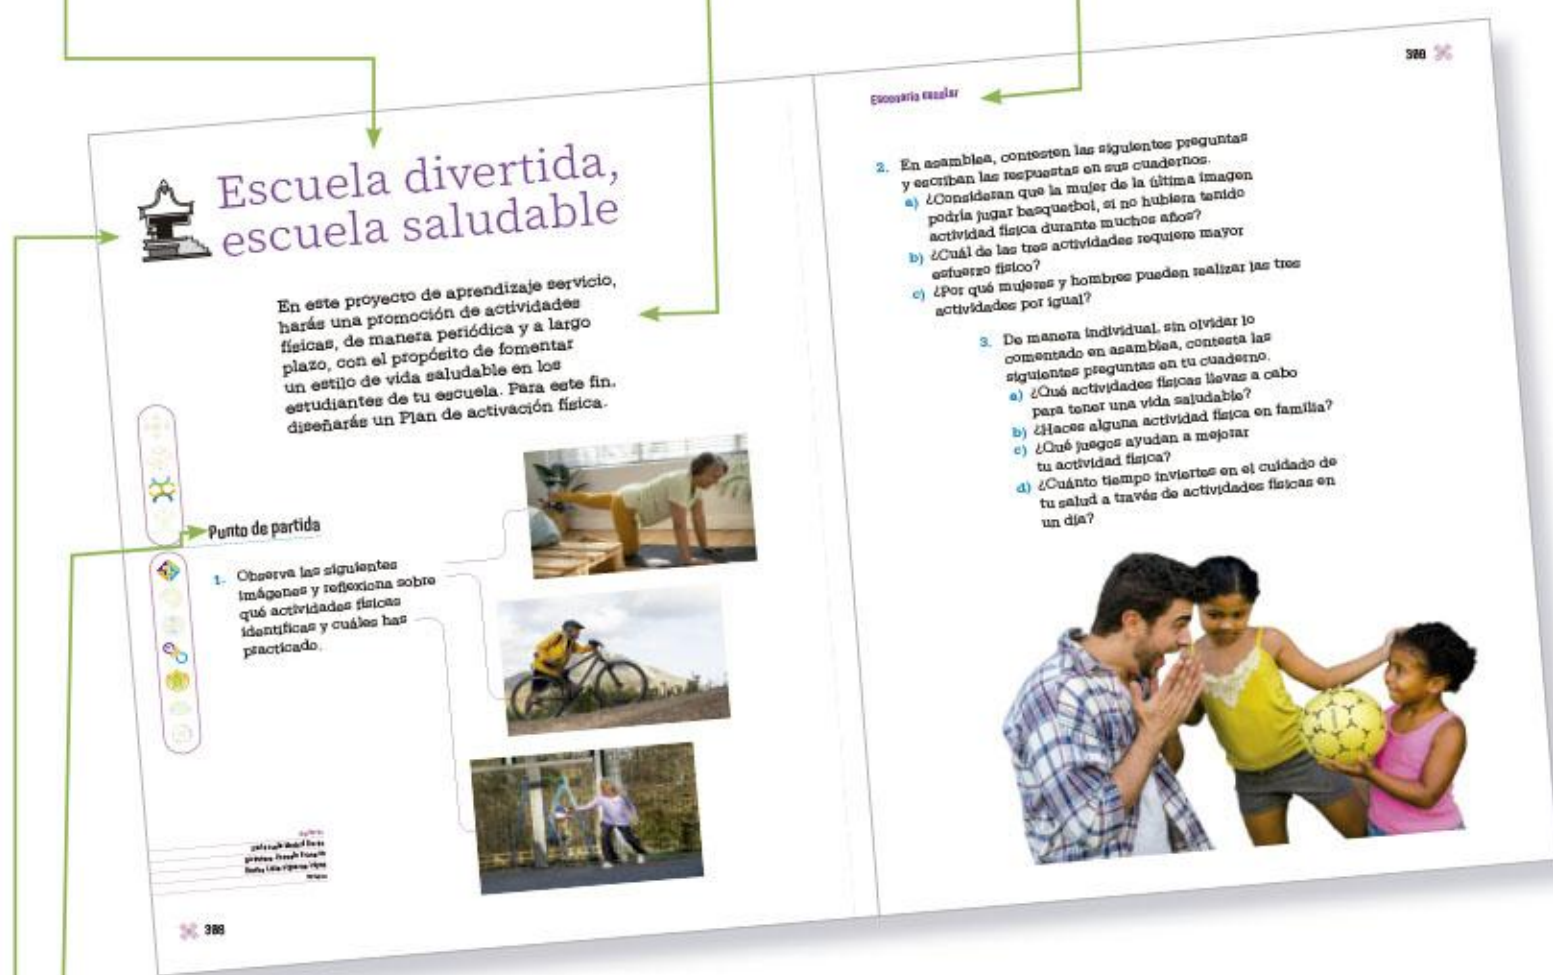 Escuela divertida,
escuela saludable
En este proyecto de aprendizaje servicio,
harás una promoción de actividades
físicas, de manera periódica y a largo
plazo, con el propósito de fomentar
un estilo de vida saludable en los
estudiantes de tu escuela. Para este fin,
diseñarás un Plan de activación física.
Punto de partida
1. Observa las siguientes
imágenes y reflexiona sobre
qué actividades físicas
identificas y cuáles has
practicado.
308
309
Escenario escolar
2. En asamblea, contesten las siguientes preguntas
y escriban las respuestas en sus cuadernos.
a) ¿Consideran que la mujer de la última imagen
podría jugar basquetbol, si no hubiera tenido
actividad física durante muchos años?
b) ¿Cuál de las tres actividades requiere mayor
esfuerzo físico?
c) ¿Por qué mujeres y hombres pueden realizar las tres
actividades por igual?
3. De manera individual, sin olvidar lo
comentado en asamblea, contesta las
siguientes preguntas en tu cuaderno.
a) ¿Qué actividades físicas llevas a cabo
para tener una vida saludable?
b) ¿Haces alguna actividad física en familia?
c) ¿Qué juegos ayudan a mejorar
tu actividad física?
d) ¿Cuánto tiempo inviertes en el cuidado de
tu salud a través de actividades físicas en
un día?